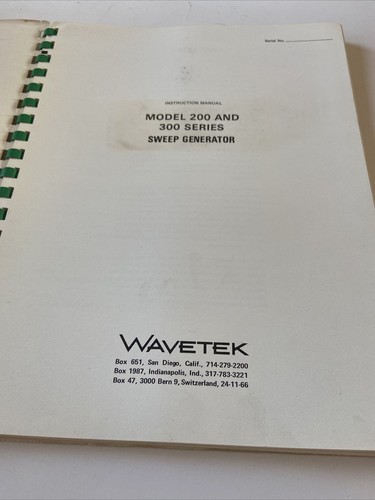 Serial No.
INSTRUCTION MANUAL
MODEL 200 AND
300 SERIES
SWEEP GENERATOR
WAVETEK
Box 651, San Diego, Calif., 714-279-2200
Box 1987, Indianapolis, Ind., 317-783-3221
Box 47, 3000 Bern 9, Switzerland, 24-11-66